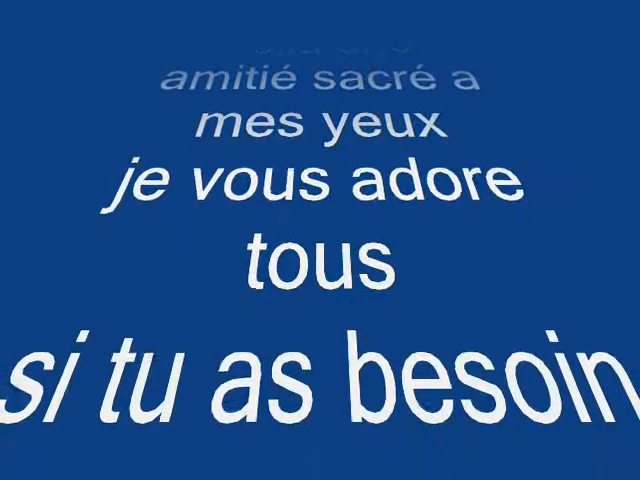 amitié sacré a
mes yeux
je vous adore
tous
si tu as besoin